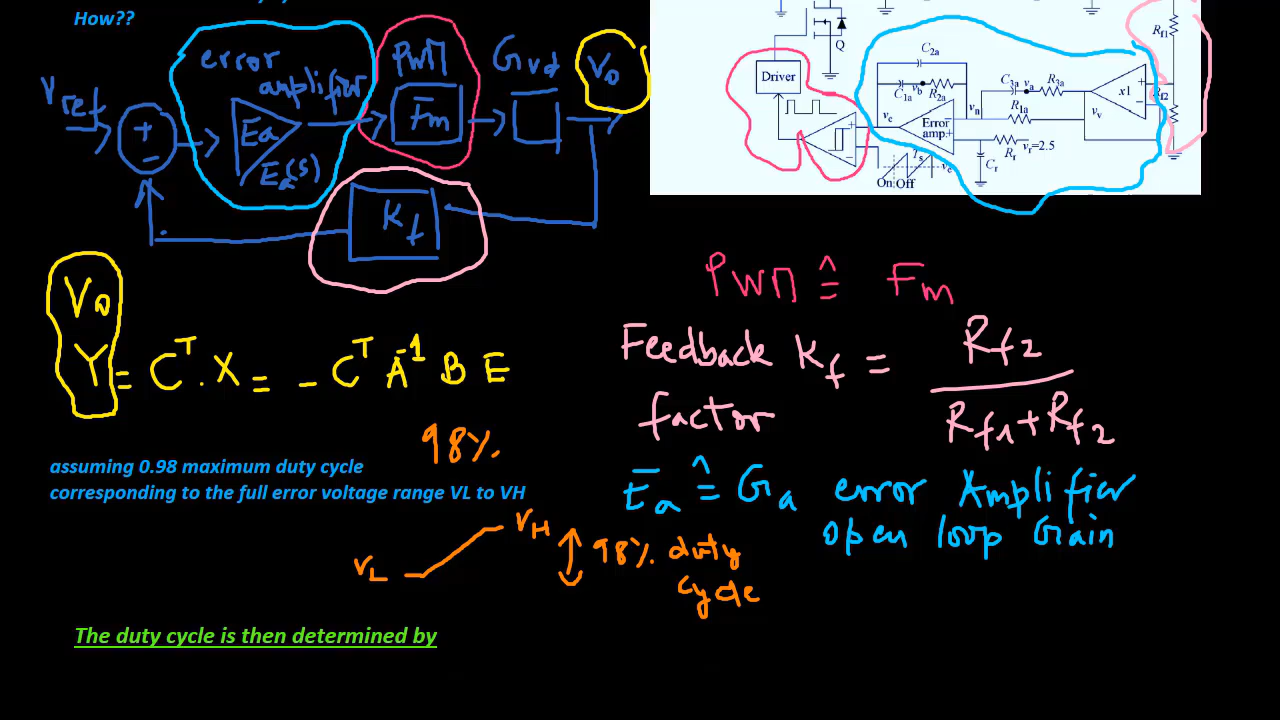 How??
error amplifier
PWM
Gvd
Vo
Vref
+
−
Ea
Ea(s)
Fm
Kf
Driver
Q
C2a
C1a
vb
R2a
C3a
va
R3a
x1
Rf1
Rf2
vc
Error amp.
vn
R1a
vv
Rr
vr=2.5
Cr
Ts
On Off
PWM ≙ Fm
Vo
Y = C^T . X = - C^T A^-1 B E
Feedback Kf = Rf2 / Rf1 + Rf2
factor
98%
assuming 0.98 maximum duty cycle
corresponding to the full error voltage range VL to VH
Ea ≙ Ga error Amplifier
open loop Gain
VL
VH
98% duty
cycle
The duty cycle is then determined by